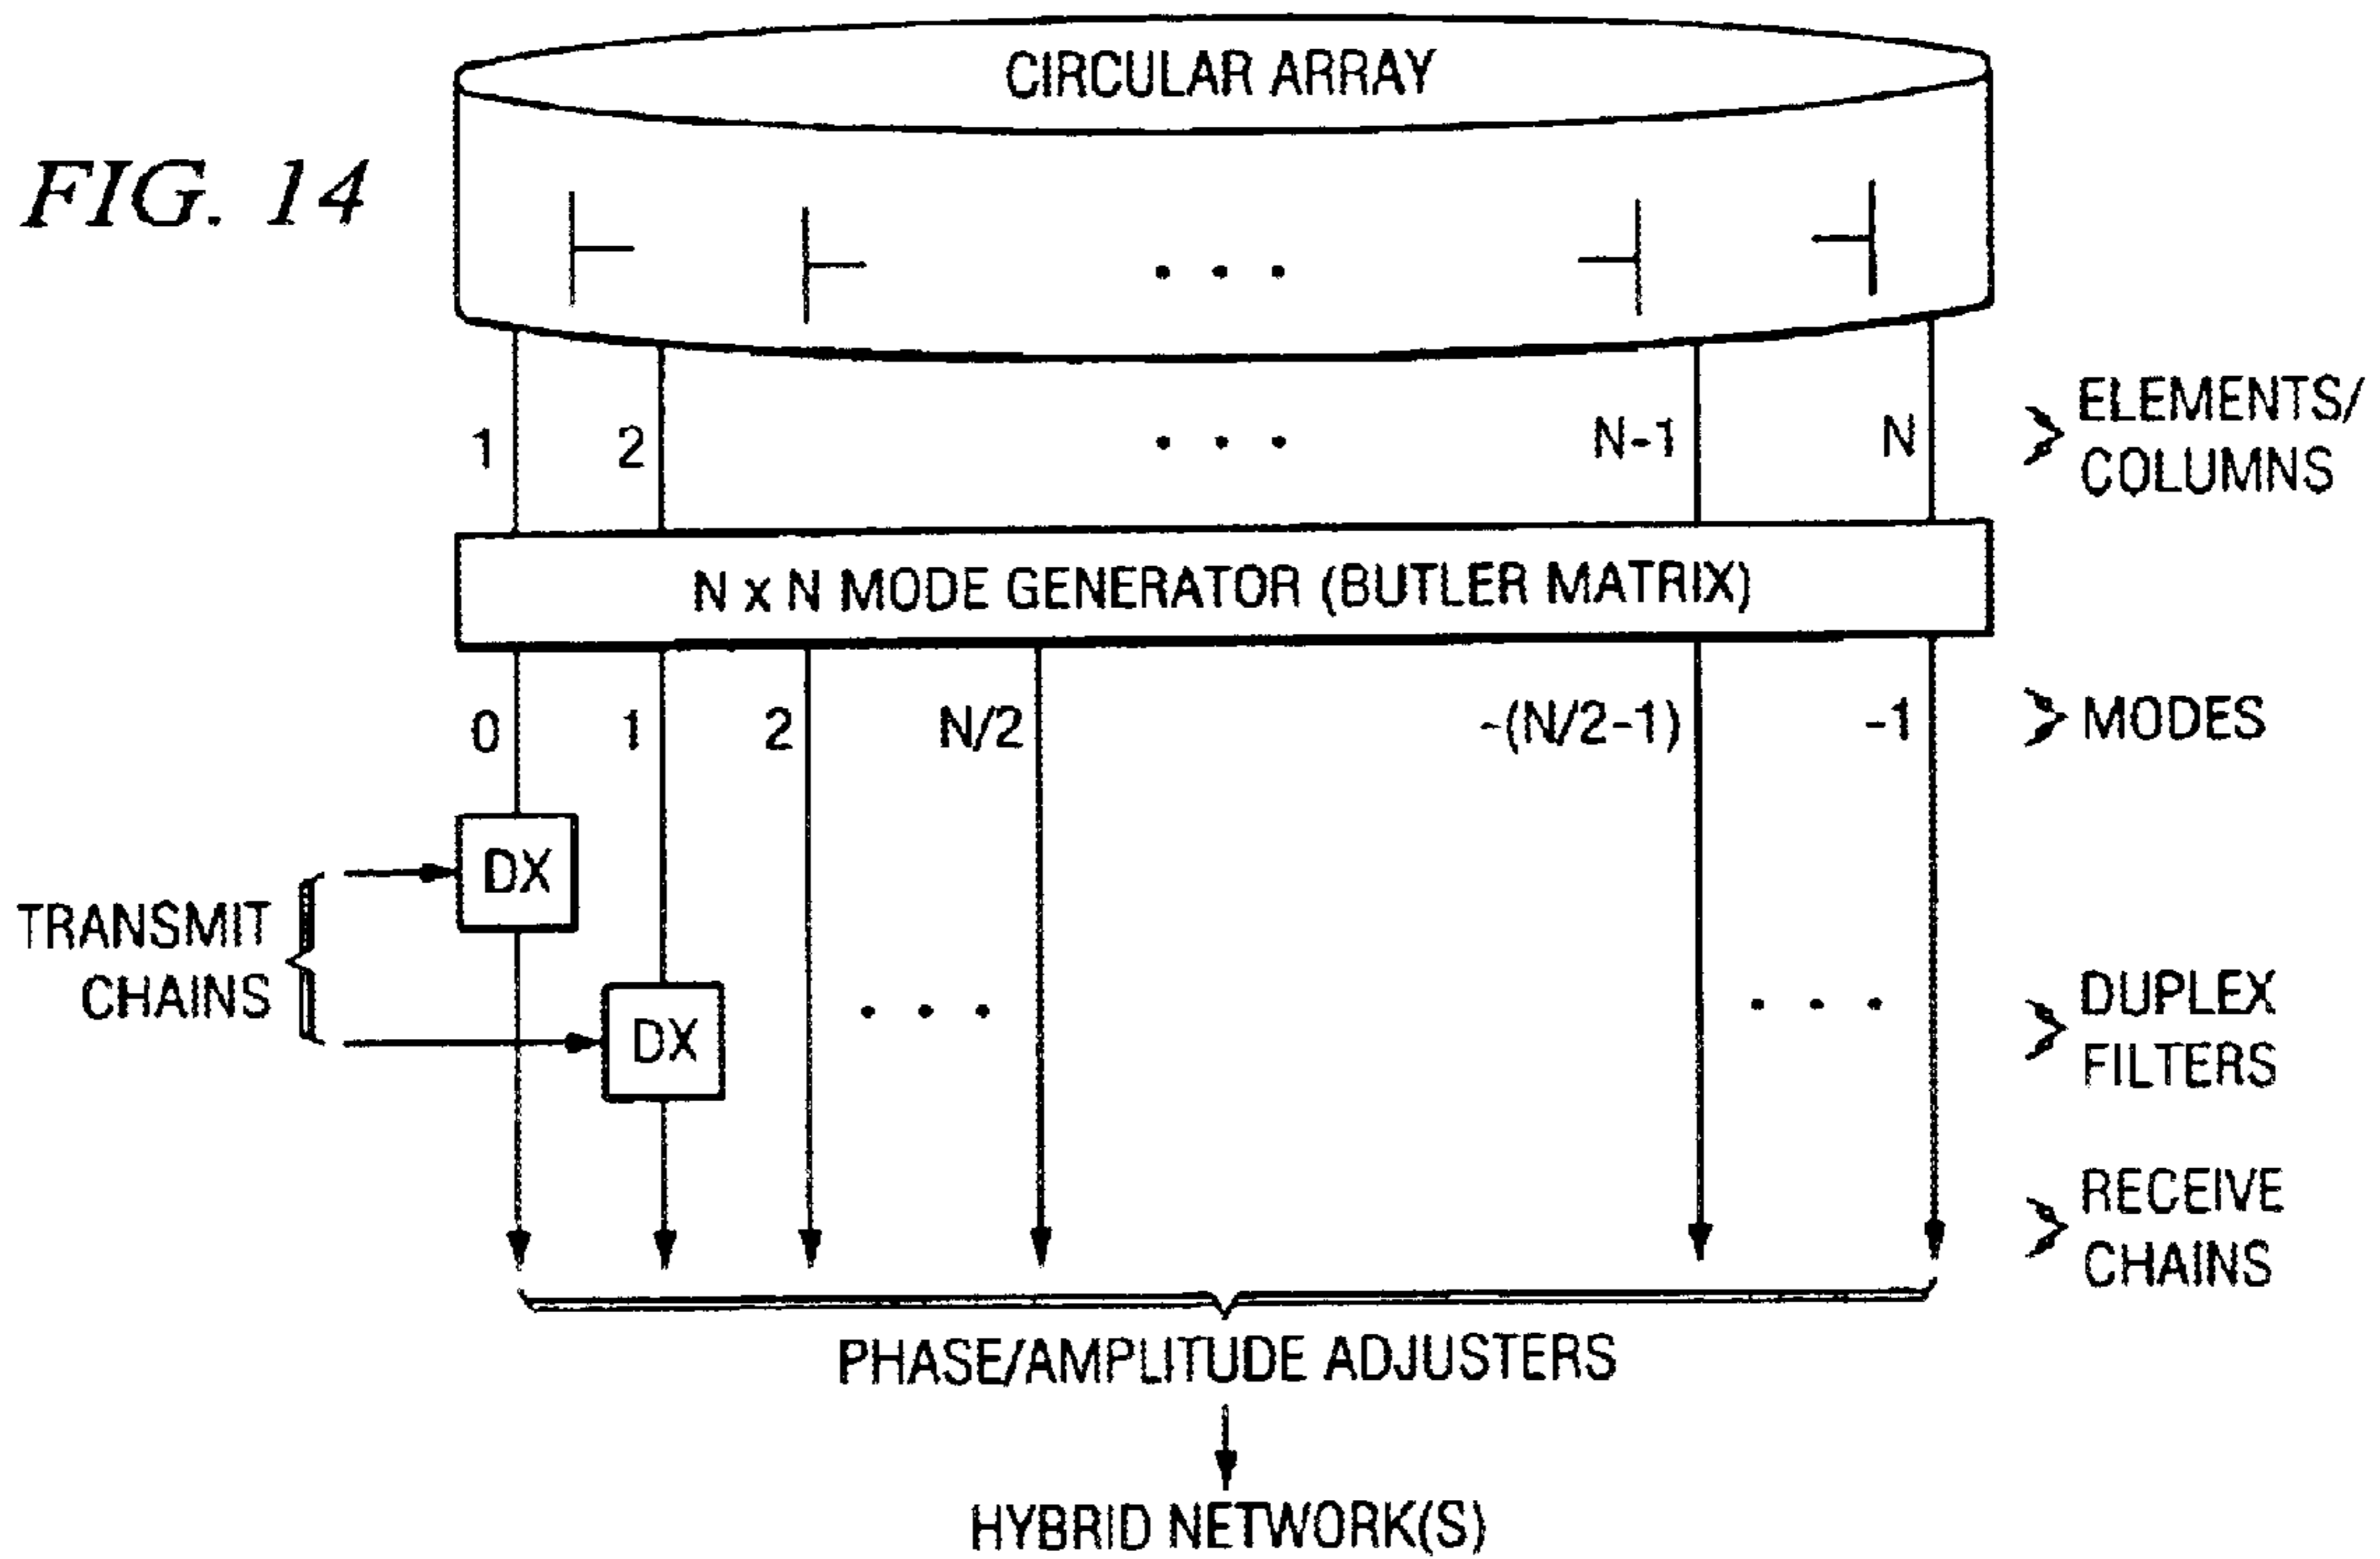 CIRCULAR ARRAY
FIG. 14
. . .
1
2
. . .
N-1
N
ELEMENTS/
COLUMNS
N x N MODE GENERATOR (BUTLER MATRIX)
0
1
2
N/2
-(N/2-1)
-1
MODES
DX
TRANSMIT
CHAINS
DX
. . .
. . .
DUPLEX
FILTERS
RECEIVE
CHAINS
PHASE/AMPLITUDE ADJUSTERS
HYBRID NETWORK(S)